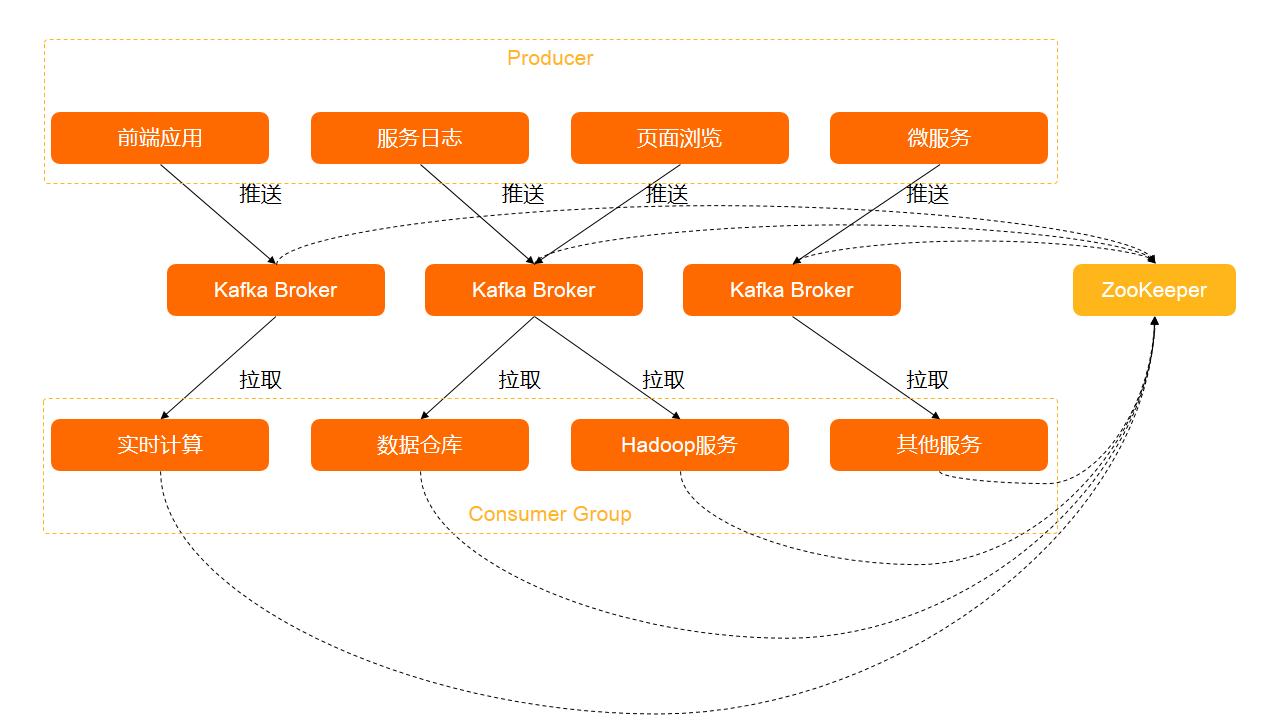 Producer
前端应用
服务日志
页面浏览
微服务
推送
推送
推送
推送
Kafka Broker
Kafka Broker
Kafka Broker
ZooKeeper
拉取
拉取
拉取
拉取
实时计算
数据仓库
Hadoop服务
其他服务
Consumer Group